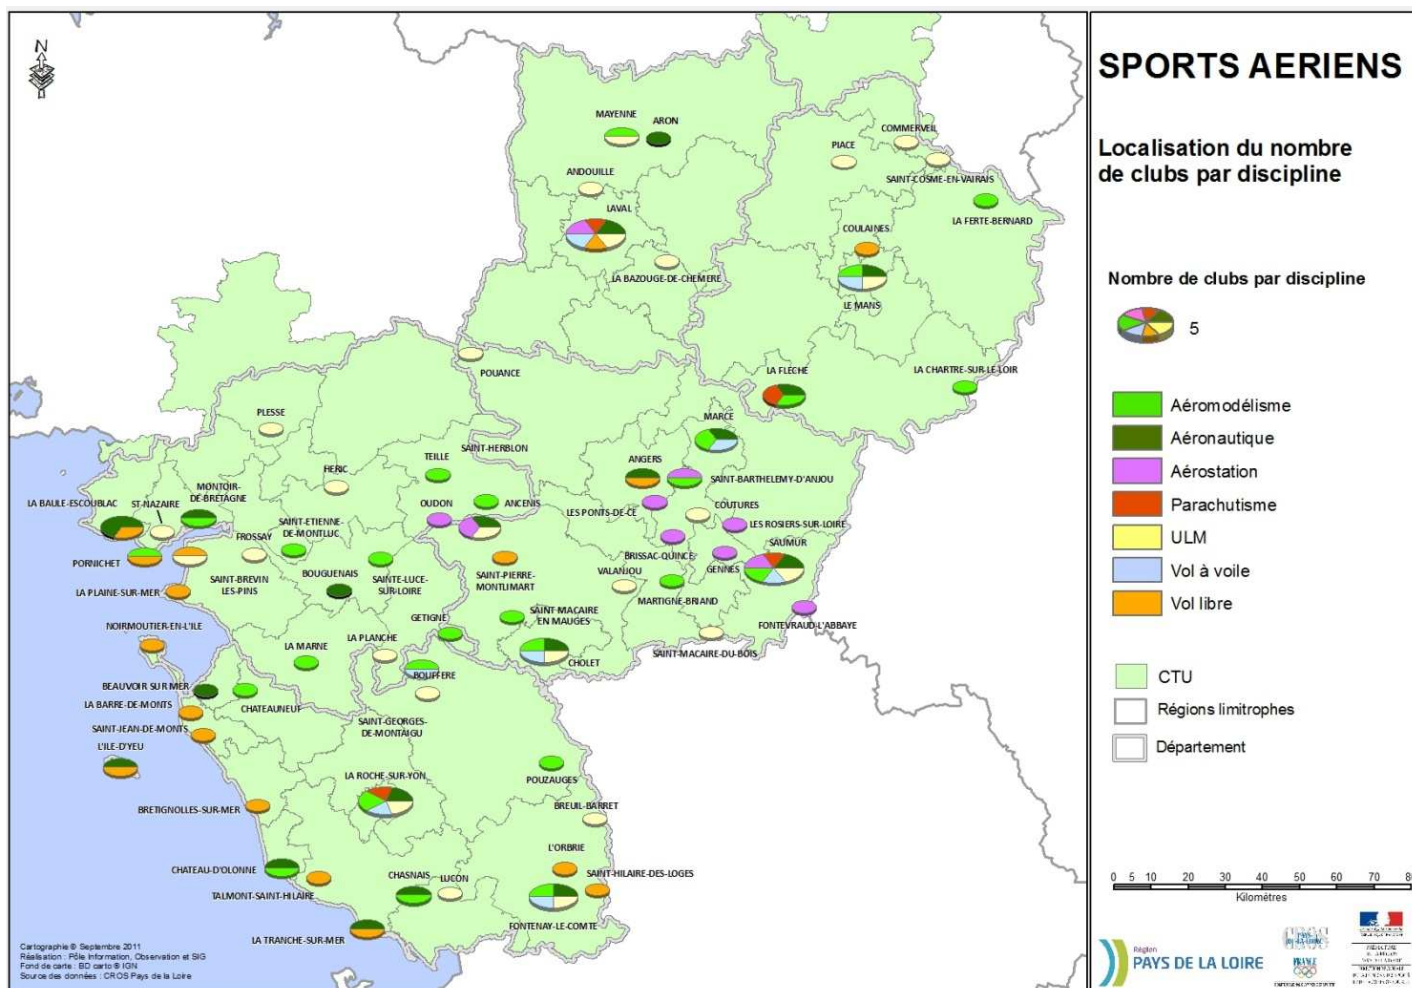 N
SPORTS AERIENS
Localisation du nombre
de clubs par discipline
Nombre de clubs par discipline
5
Aéromodélisme
Aéronautique
Aérostation
Parachutisme
ULM
Vol à voile
Vol libre
CTU
Régions limitrophes
Département
0 5 10 20 30 40 50 60 70 80
Kilomètres
Région
PAYS DE LA LOIRE
FRANCE
MAYENNE
ARON
COMMERVEIL
PIACE
SAINT-COSME-EN-VAIRAIS
ANDOUILLE
LA FERTE-BERNARD
LAVAL
COULAINES
LA BAZOUGE-DE-CHEMERE
LE MANS
POUANCE
LA FLECHE
LA CHARTRE-SUR-LE-LOIR
PLESSE
MARCE
SAINT-HERBLON
TEILLE
ANGERS
HERIC
SAINT-BARTHELEMY-D'ANJOU
MONTOIR-
DE-BRETAGNE
LA BAULE-ESCOUBLAC
ST-NAZAIRE
OUDON
ANCENIS
LES PONTS-DE-CE
COUTURES
SAINT-ETIENNE-
DE-MONTLUC
LES ROSIERS-SUR-LOIRE
FROSSAY
SAUMUR
BRISSAC-QUINCE
PORNICHET
GENNES
SAINT-BREVIN
LES-PINS
BOUGUENAIS
SAINTE-LUCE-
SUR-LOIRE
SAINT-PIERRE-
MONTLIMART
VALANJOU
LA PLAINE-SUR-MER
MARTIGNE-BRIAND
SAINT MACAIRE
EN MAUGES
GETIGNE
FONTEVRAUD-L'ABBAYE
NOIRMOUTIER-EN-L'ILE
LA MARNE
LA PLANCHE
SAINT-MACAIRE-DU-BOIS
CHOLET
BOUFFERE
BEAUVOIR SUR MER
LA BARRE-DE-MONTS
CHATEAUNEUF
SAINT-GEORGES-
DE-MONTAIGU
SAINT-JEAN-DE-MONTS
L'ILE-D'YEU
LA ROCHE-SUR-YON
POUZAUGES
BRETIGNOLLES-SUR-MER
BREUIL-BARRET
L'ORBRIE
CHATEAU-D'OLONNE
SAINT-HILAIRE-DES-LOGES
CHASNAIS
LUCON
TALMONT-SAINT-HILAIRE
FONTENAY-LE-COMTE
LA TRANCHE-SUR-MER
Cartographie © Septembre 2011
Réalisation : Pôle Information, Observation et SIG
Fond de carte : BD carto ® IGN
Source des données : CROS Pays de la Loire